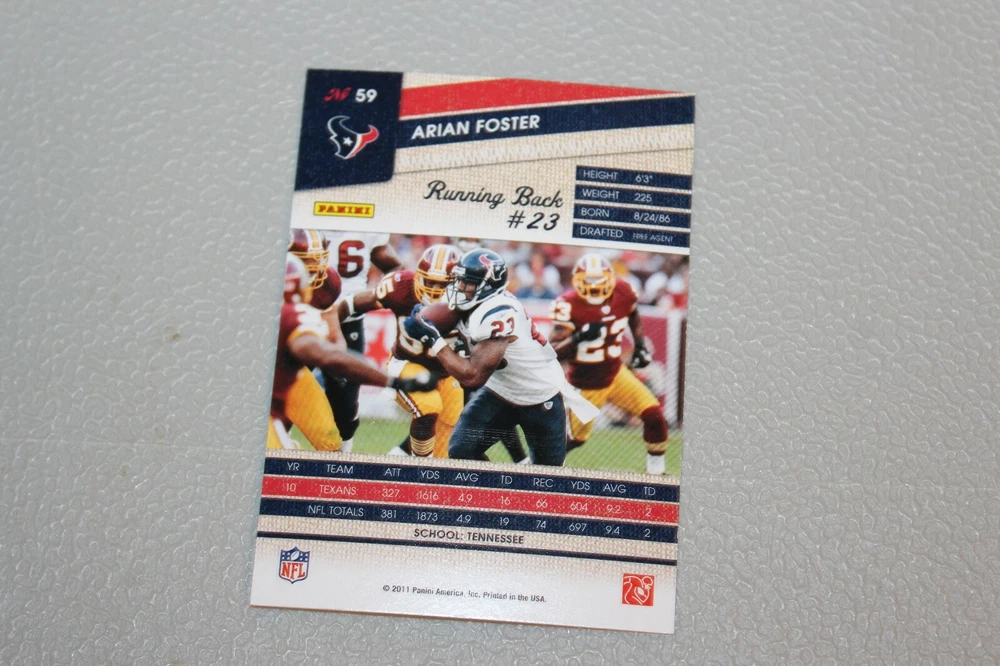 M 59
ARIAN FOSTER
HEIGHT 6'3"
WEIGHT 225
BORN 8/24/86
DRAFTED FREE AGENT
Running Back
#23
PANINI
6
23
23
YR TEAM ATT YDS AVG TD REC YDS AVG TD
10 TEXANS 327 1616 4.9 16 66 604 9.2 2
NFL TOTALS 381 1873 4.9 19 74 697 9.4 2
SCHOOL: TENNESSEE
NFL
© 2011 Panini America, Inc. Printed in the USA.